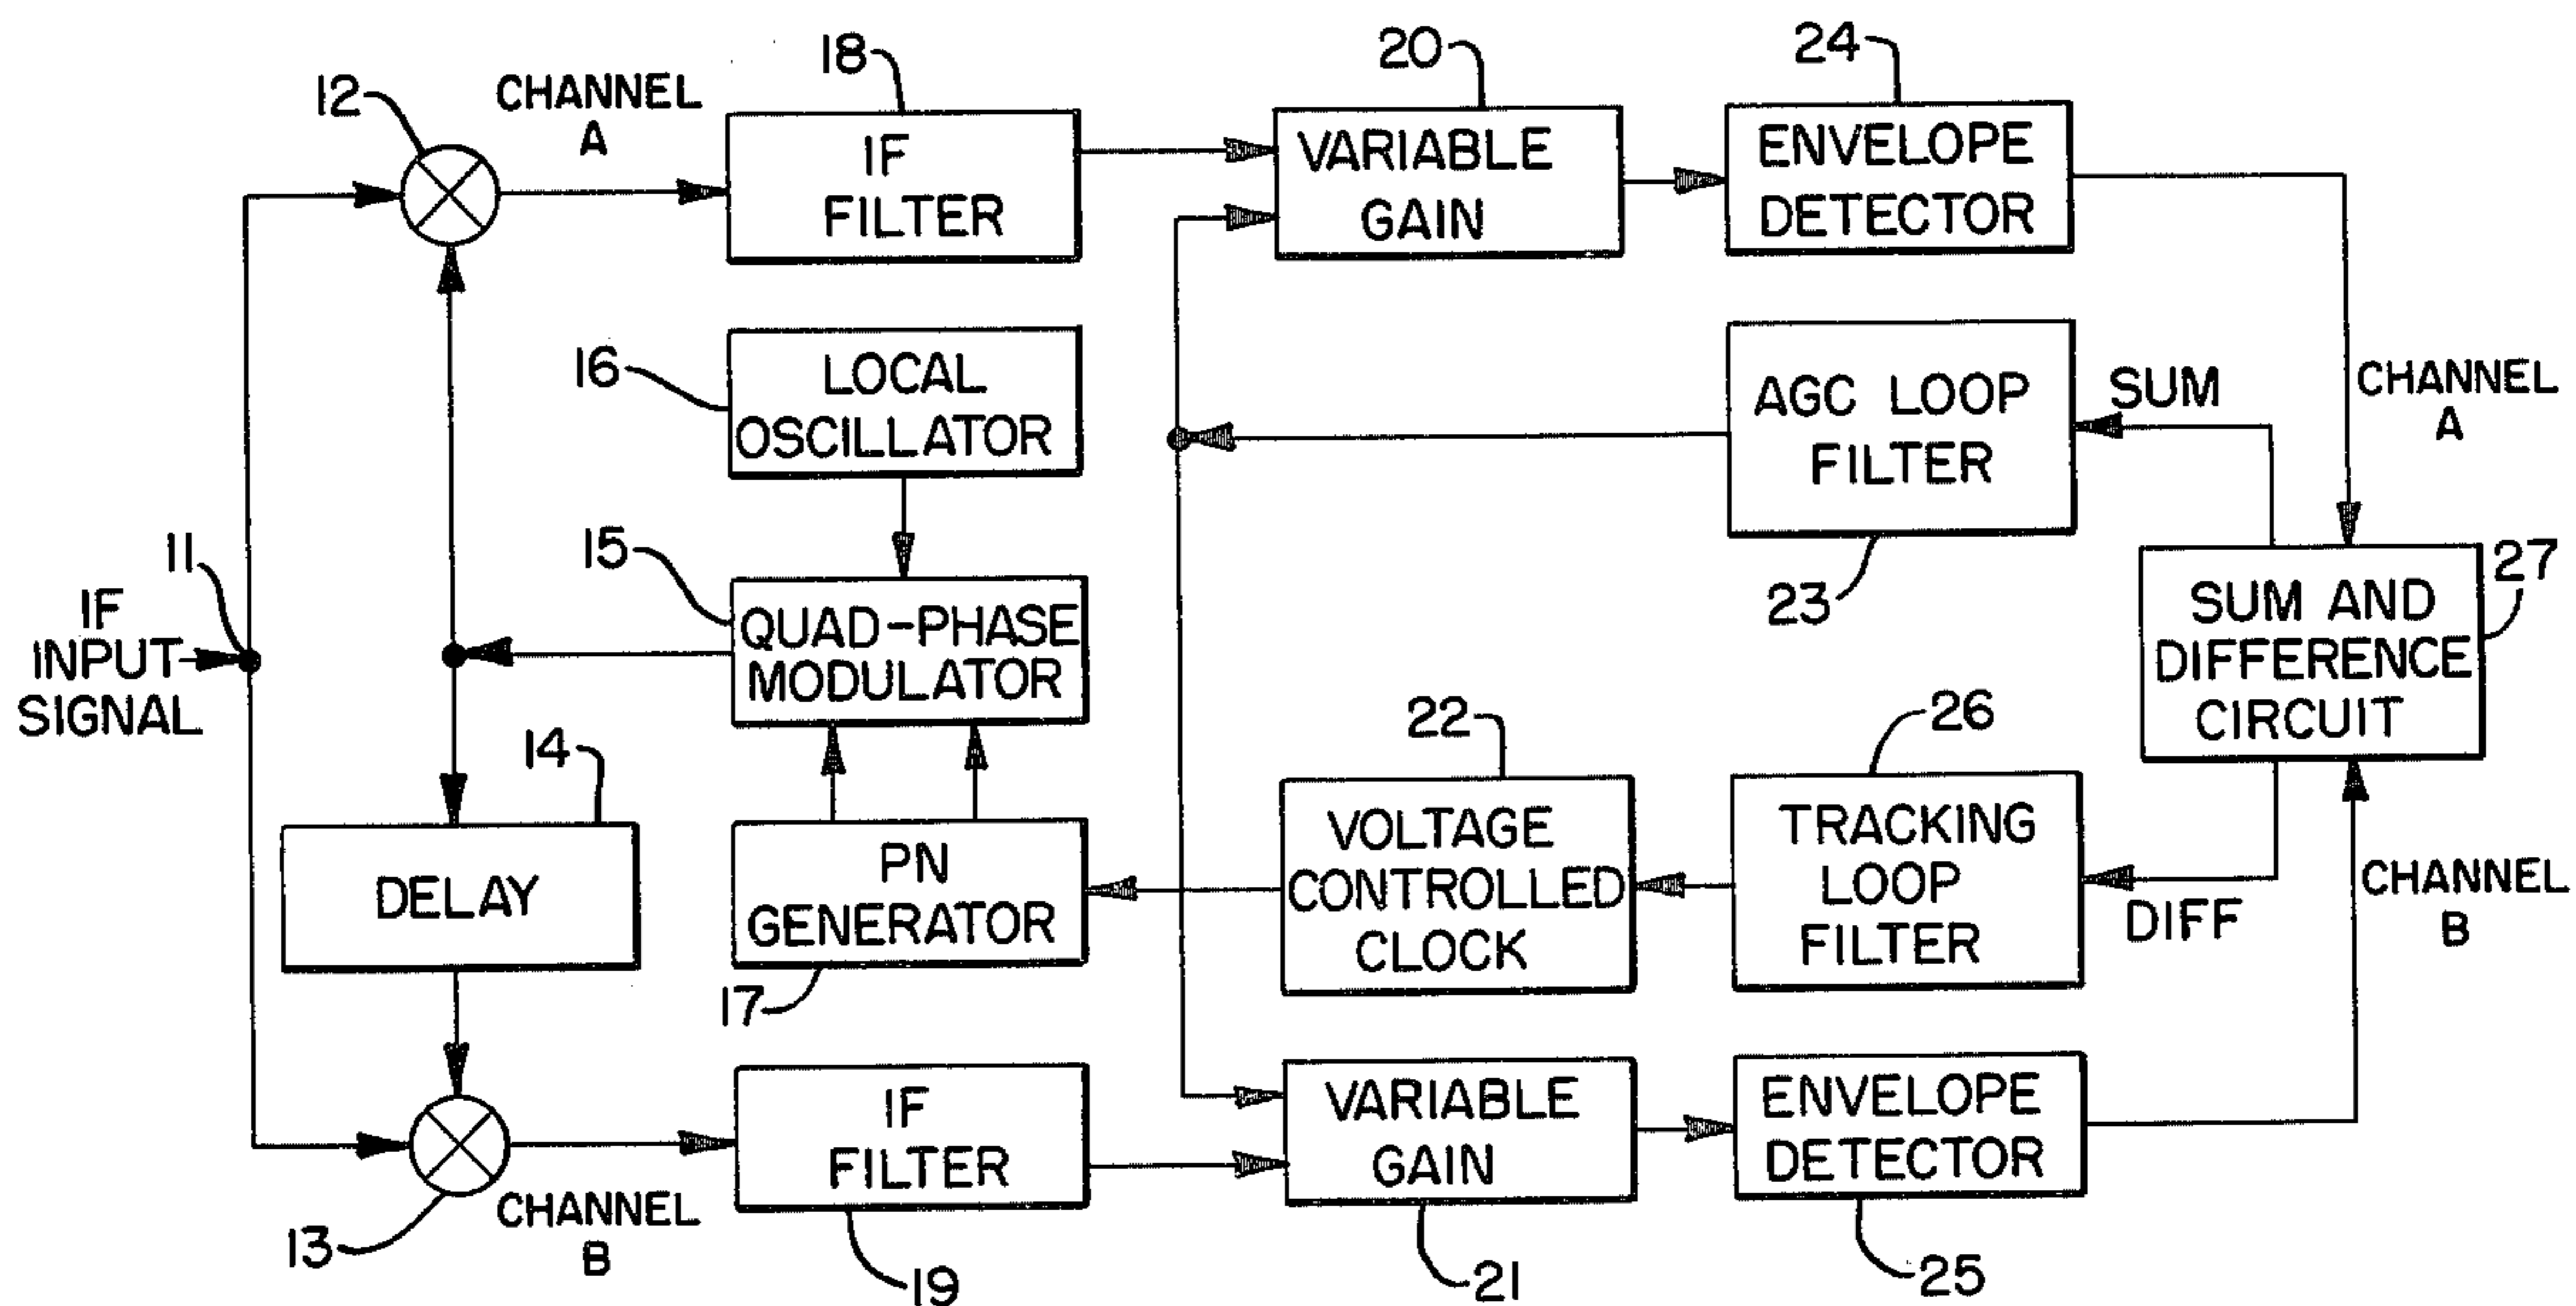 12
CHANNEL
A
18
IF
FILTER
20
VARIABLE
GAIN
24
ENVELOPE
DETECTOR
16
LOCAL
OSCILLATOR
AGC LOOP
FILTER
23
SUM
CHANNEL
A
11
IF
INPUT
SIGNAL
15
QUAD-PHASE
MODULATOR
27
SUM AND
DIFFERENCE
CIRCUIT
14
DELAY
PN
GENERATOR
17
22
VOLTAGE
CONTROLLED
CLOCK
26
TRACKING
LOOP
FILTER
DIFF
CHANNEL
B
13
CHANNEL
B
IF
FILTER
19
VARIABLE
GAIN
21
ENVELOPE
DETECTOR
25